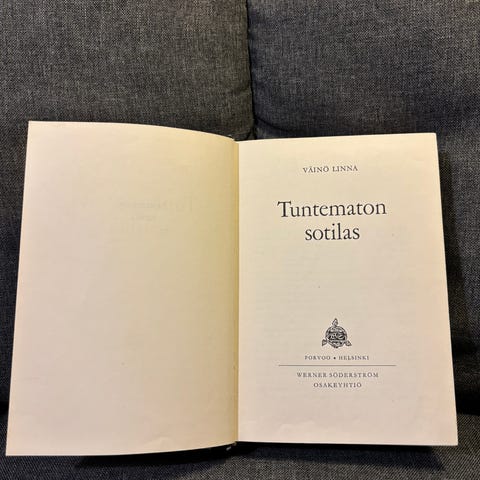 VÄINÖ LINNA
Tuntematon
sotilas
PORVOO • HELSINKI
WERNER SÖDERSTRÖM
OSAKEYHTIÖ